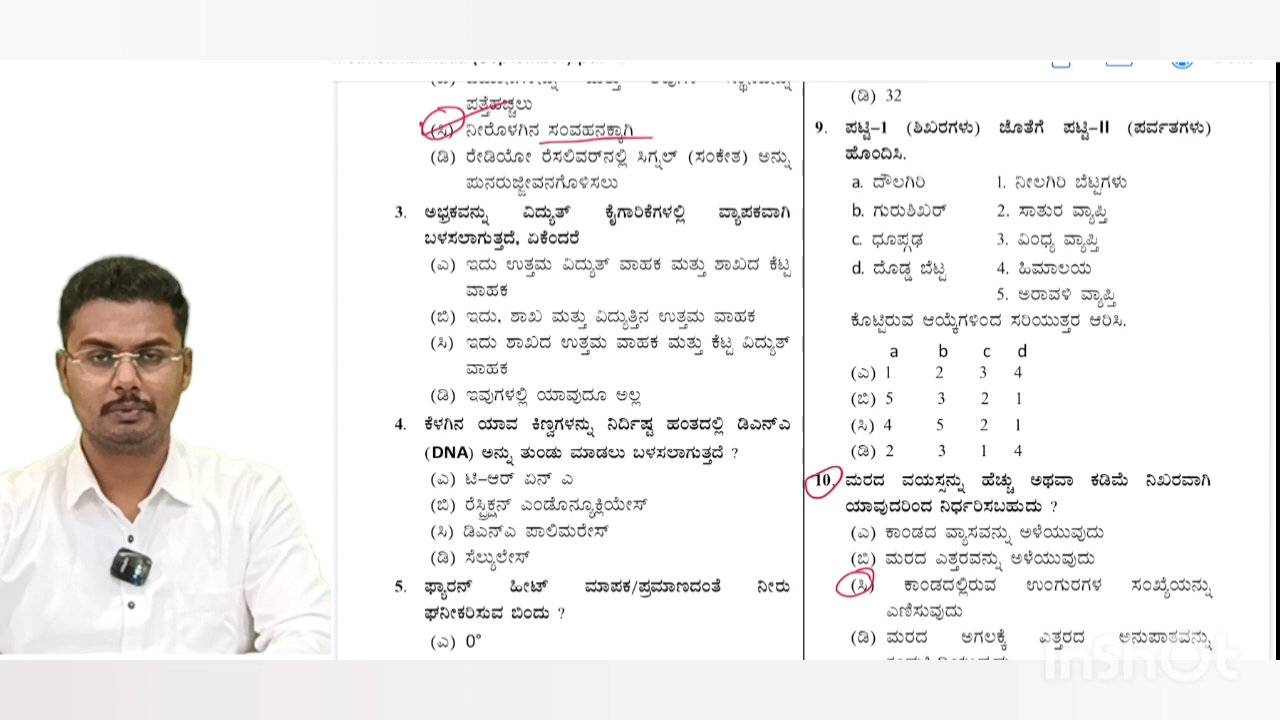 ಪತ್ತೆಹಚ್ಚಲು
(ಸಿ) ನೀರೊಳಗಿನ ಸಂವಹನಕ್ಕಾಗಿ
(ಡಿ) ರೇಡಿಯೋ ರೆಸಲಿವರ್‌ನಲ್ಲಿ ಸಿಗ್ನಲ್ (ಸಂಕೇತ) ಅನ್ನು
ಪುನರುಜ್ಜೀವನಗೊಳಿಸಲು
3. ಅಭ್ರಕವನ್ನು ವಿದ್ಯುತ್ ಕೈಗಾರಿಕೆಗಳಲ್ಲಿ ವ್ಯಾಪಕವಾಗಿ
ಬಳಸಲಾಗುತ್ತದೆ, ಏಕೆಂದರೆ
(ಎ) ಇದು ಉತ್ತಮ ವಿದ್ಯುತ್ ವಾಹಕ ಮತ್ತು ಶಾಖದ ಕೆಟ್ಟ
ವಾಹಕ
(ಬಿ) ಇದು, ಶಾಖ ಮತ್ತು ವಿದ್ಯುತ್ತಿನ ಉತ್ತಮ ವಾಹಕ
(ಸಿ) ಇದು ಶಾಖದ ಉತ್ತಮ ವಾಹಕ ಮತ್ತು ಕೆಟ್ಟ ವಿದ್ಯುತ್
ವಾಹಕ
(ಡಿ) ಇವುಗಳಲ್ಲಿ ಯಾವುದೂ ಅಲ್ಲ
4. ಕೆಳಗಿನ ಯಾವ ಕಿಣ್ವಗಳನ್ನು ನಿರ್ದಿಷ್ಟ ಹಂತದಲ್ಲಿ ಡಿಎನ್‌ಎ
(DNA) ಅನ್ನು ತುಂಡು ಮಾಡಲು ಬಳಸಲಾಗುತ್ತದೆ ?
(ಎ) ಟಿ–ಆರ್ ಏನ್ ಎ
(ಬಿ) ರೆಸ್ಟ್ರಿಕ್ಷನ್ ಎಂಡೊನ್ಯೂಕ್ಲಿಯೇಸ್
(ಸಿ) ಡಿಎನ್‌ಎ ಪಾಲಿಮರೇಸ್
(ಡಿ) ಸೆಲ್ಯುಲೇಸ್
5. ಫ್ಯಾರನ್ ಹೀಟ್ ಮಾಪಕ/ಪ್ರಮಾಣದಂತೆ ನೀರು
ಘನೀಕರಿಸುವ ಬಿಂದು ?
(ಎ) 0°
(ಡಿ) 32
9. ಪಟ್ಟಿ–1 (ಶಿಖರಗಳು) ಜೊತೆಗೆ ಪಟ್ಟಿ–II (ಪರ್ವತಗಳು)
ಹೊಂದಿಸಿ.
a. ದೌಲಗಿರಿ 1. ನೀಲಗಿರಿ ಬೆಟ್ಟಗಳು
b. ಗುರುಶಿಖರ್ 2. ಸಾತುರ ವ್ಯಾಪ್ತಿ
c. ಧೂಪ್ಗಢ 3. ವಿಂಧ್ಯ ವ್ಯಾಪ್ತಿ
d. ದೊಡ್ಡ ಬೆಟ್ಟ 4. ಹಿಮಾಲಯ
5. ಅರಾವಳಿ ವ್ಯಾಪ್ತಿ
ಕೊಟ್ಟಿರುವ ಆಯ್ಕೆಗಳಿಂದ ಸರಿಯುತ್ತರ ಆರಿಸಿ.
a b c d
(ಎ) 1 2 3 4
(ಬಿ) 5 3 2 1
(ಸಿ) 4 5 2 1
(ಡಿ) 2 3 1 4
10. ಮರದ ವಯಸ್ಸನ್ನು ಹೆಚ್ಚು ಅಥವಾ ಕಡಿಮೆ ನಿಖರವಾಗಿ
ಯಾವುದರಿಂದ ನಿರ್ಧರಿಸಬಹುದು ?
(ಎ) ಕಾಂಡದ ವ್ಯಾಸವನ್ನು ಅಳೆಯುವುದು
(ಬಿ) ಮರದ ಎತ್ತರವನ್ನು ಅಳೆಯುವುದು
(ಸಿ) ಕಾಂಡದಲ್ಲಿರುವ ಉಂಗುರಗಳ ಸಂಖ್ಯೆಯನ್ನು
ಎಣಿಸುವುದು
(ಡಿ) ಮರದ ಅಗಲಕ್ಕೆ ಎತ್ತರದ ಅನುಪಾತವನ್ನು
InShOt